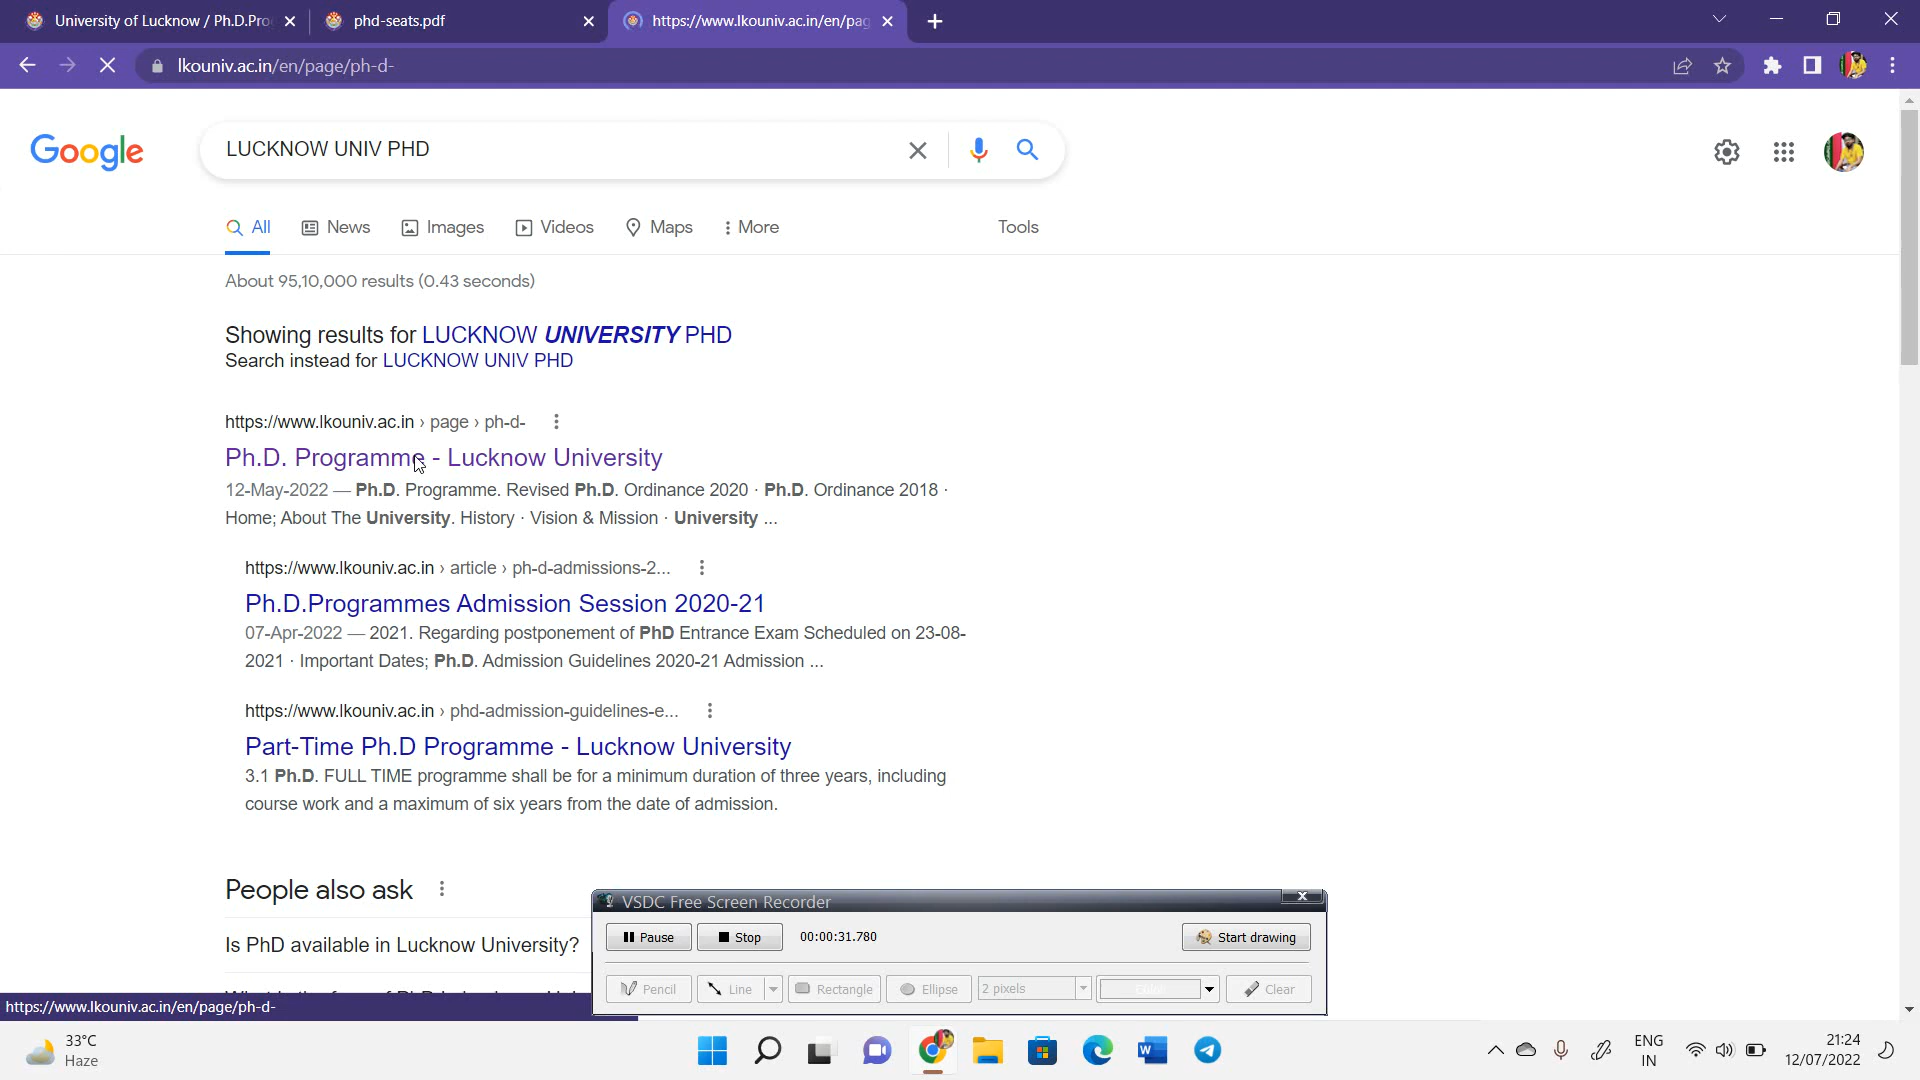 University of Lucknow / Ph.D.Pro
phd-seats.pdf
https://www.lkouniv.ac.in/en/pag
lkouniv.ac.in/en/page/ph-d-
Google
LUCKNOW UNIV PHD
All
News
Images
Videos
Maps
More
Tools
About 95,10,000 results (0.43 seconds)
Showing results for LUCKNOW UNIVERSITY PHD
Search instead for LUCKNOW UNIV PHD
https://www.lkouniv.ac.in › page › ph-d-
Ph.D. Programme - Lucknow University
12-May-2022 — Ph.D. Programme. Revised Ph.D. Ordinance 2020 · Ph.D. Ordinance 2018 ·
Home; About The University. History · Vision & Mission · University ...
https://www.lkouniv.ac.in › article › ph-d-admissions-2...
Ph.D.Programmes Admission Session 2020-21
07-Apr-2022 — 2021. Regarding postponement of PhD Entrance Exam Scheduled on 23-08-
2021 · Important Dates; Ph.D. Admission Guidelines 2020-21 Admission ...
https://www.lkouniv.ac.in › phd-admission-guidelines-e...
Part-Time Ph.D Programme - Lucknow University
3.1 Ph.D. FULL TIME programme shall be for a minimum duration of three years, including
course work and a maximum of six years from the date of admission.
People also ask
Is PhD available in Lucknow University?
VSDC Free Screen Recorder
Pause
Stop
00:00:31.780
Start drawing
Pencil
Line
Rectangle
Ellipse
2 pixels
Color
Clear
https://www.lkouniv.ac.in/en/page/ph-d-
33°C
Haze
ENG
IN
21:24
12/07/2022